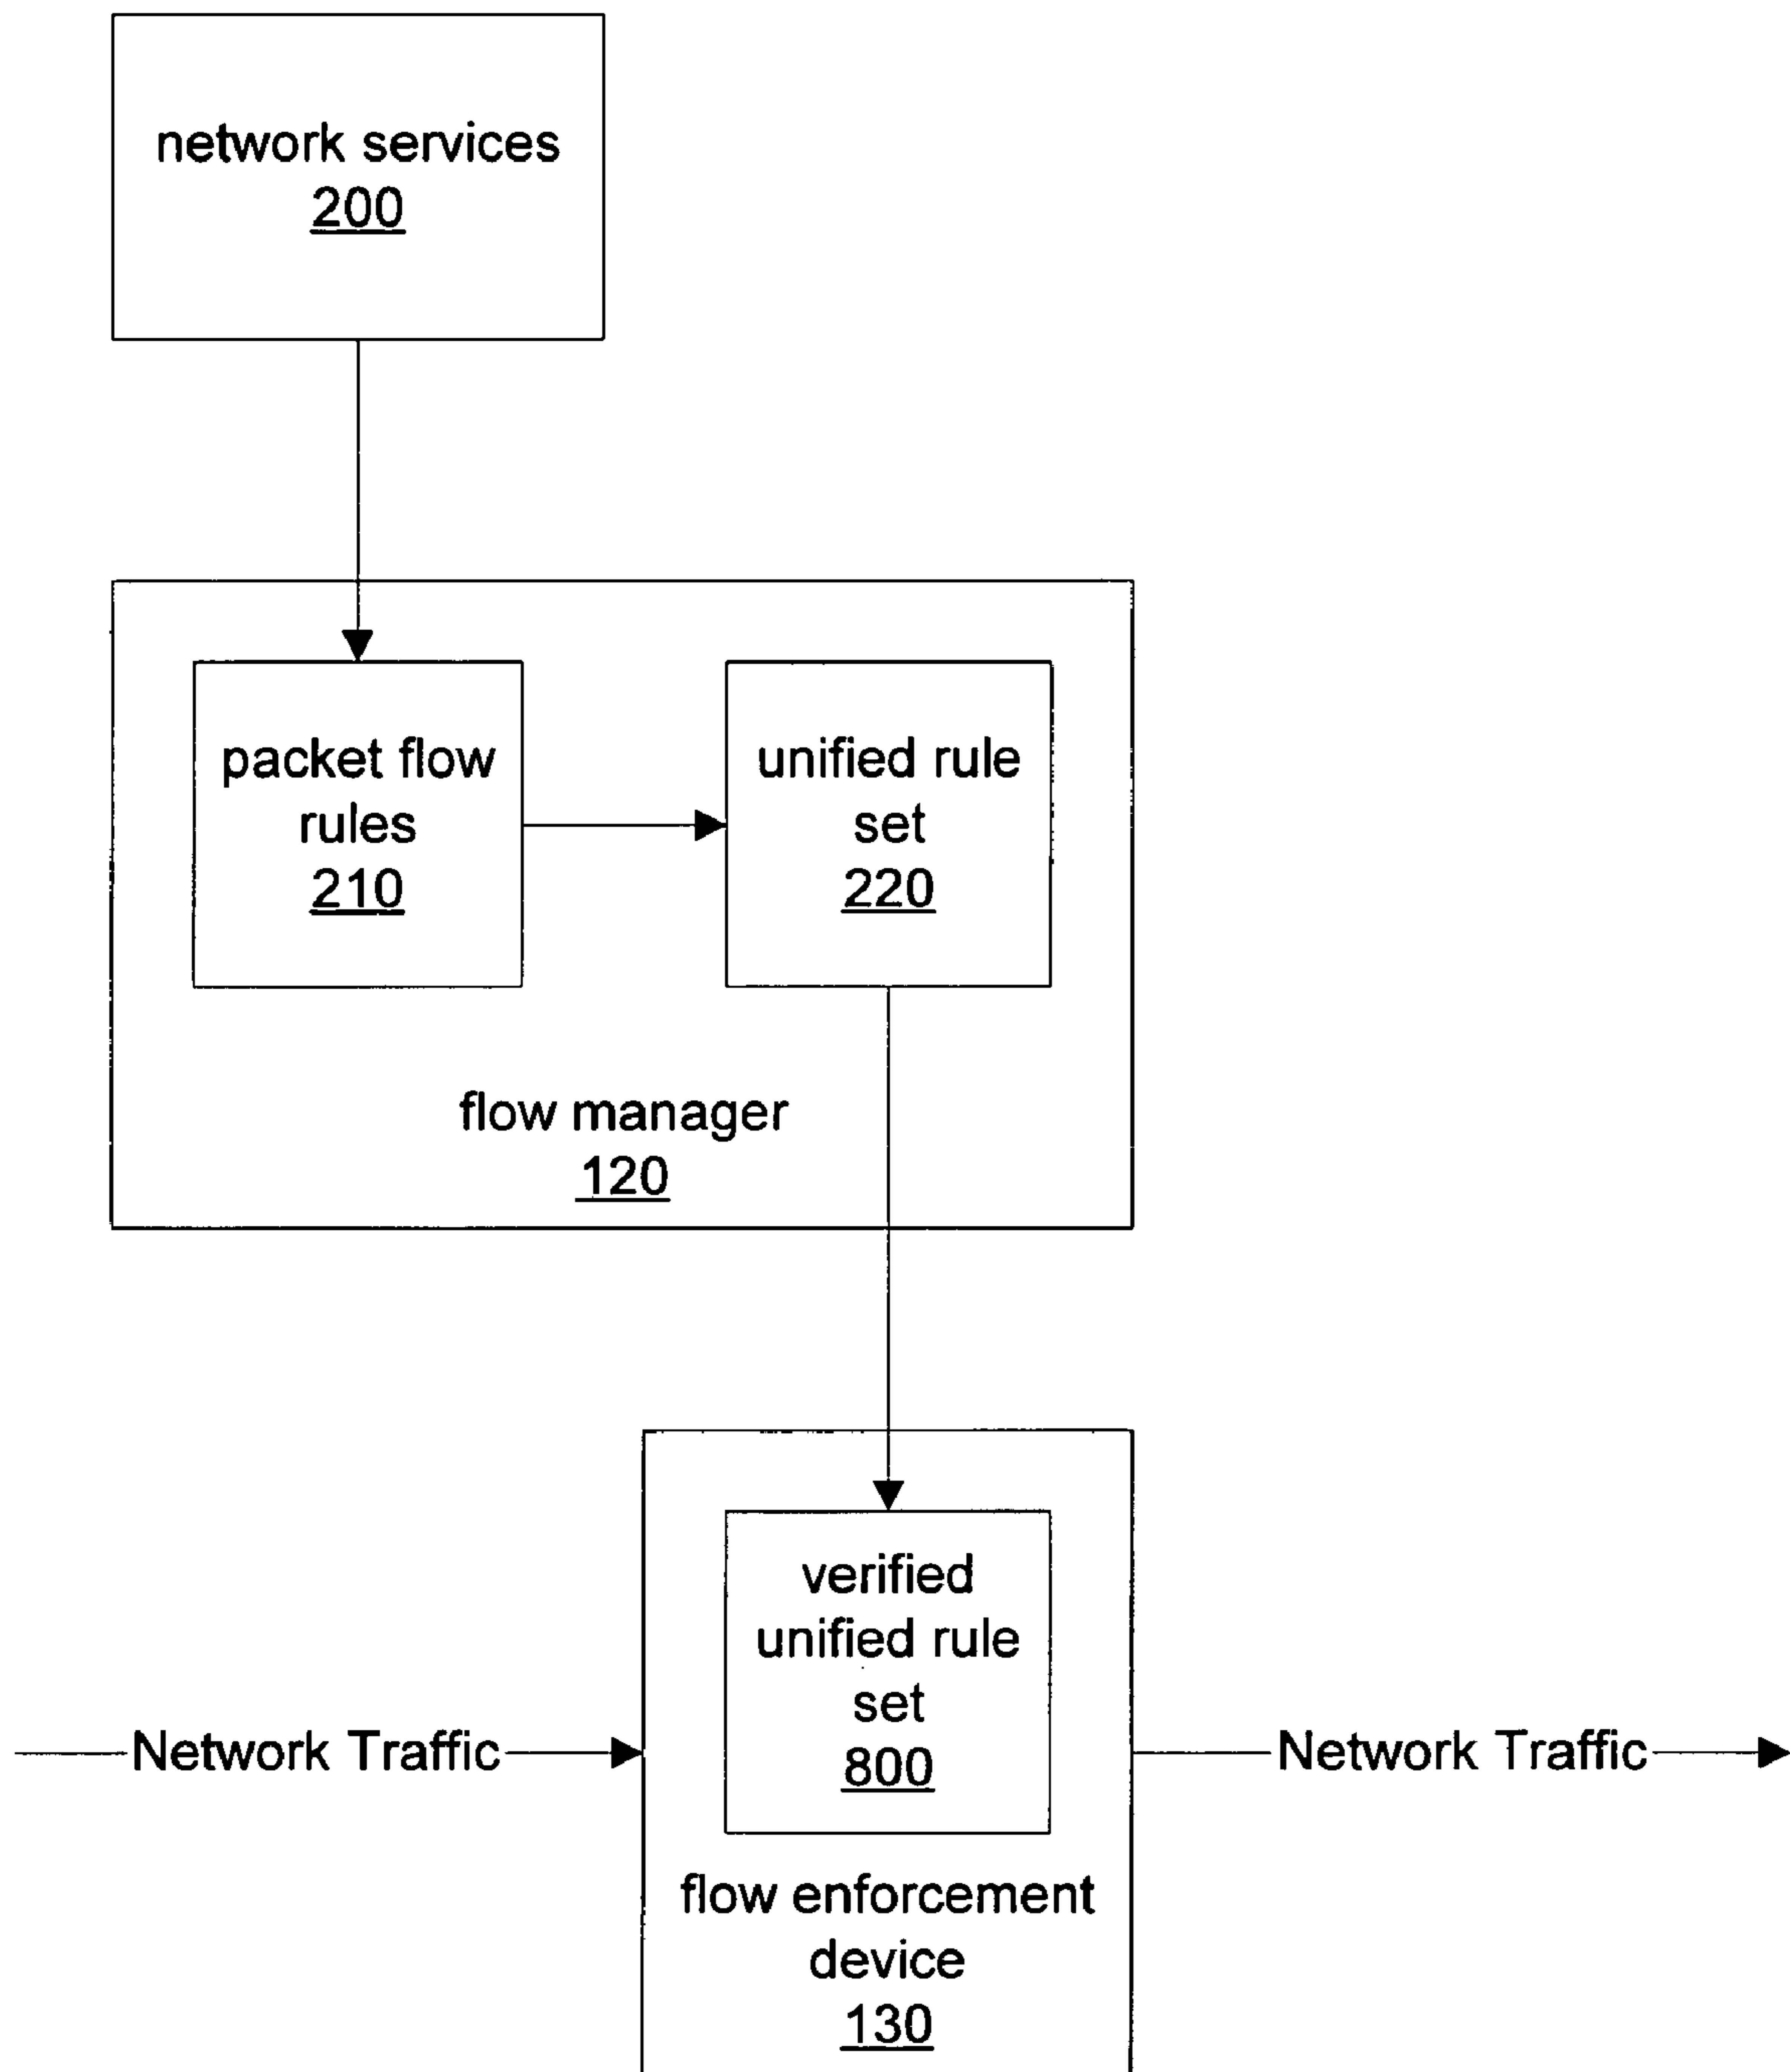 network services
200
packet flow
rules
210
unified rule
set
220
flow manager
120
verified
unified rule
set
800
Network Traffic
Network Traffic
flow enforcement
device
130